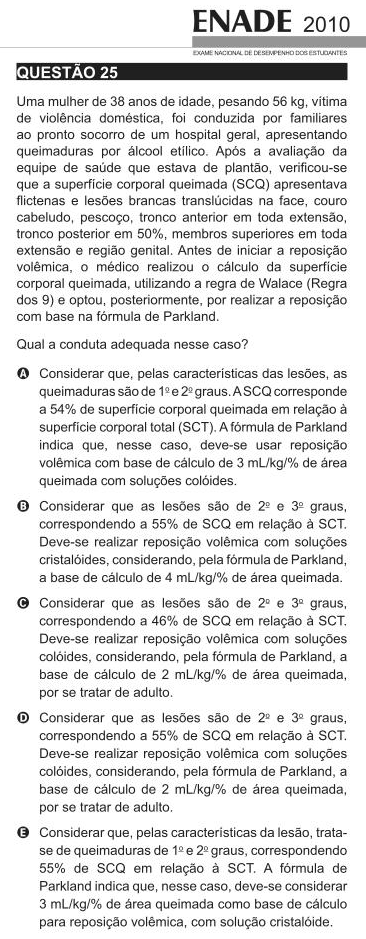 ENADE 2010
EXAME NACIONAL DE DESEMPENHO DOS ESTUDANTES
QUESTÃO 25
Uma mulher de 38 anos de idade, pesando 56 kg, vítima
de violência doméstica, foi conduzida por familiares
ao pronto socorro de um hospital geral, apresentando
queimaduras por álcool etílico. Após a avaliação da
equipe de saúde que estava de plantão, verificou-se
que a superfície corporal queimada (SCQ) apresentava
flictenas e lesões brancas translúcidas na face, couro
cabeludo, pescoço, tronco anterior em toda extensão,
tronco posterior em 50%, membros superiores em toda
extensão e região genital. Antes de iniciar a reposição
volêmica, o médico realizou o cálculo da superfície
corporal queimada, utilizando a regra de Walace (Regra
dos 9) e optou, posteriormente, por realizar a reposição
com base na fórmula de Parkland.
Qual a conduta adequada nesse caso?
A Considerar que, pelas características das lesões, as
queimaduras são de 1º e 2º graus. A SCQ corresponde
a 54% de superfície corporal queimada em relação à
superfície corporal total (SCT). A fórmula de Parkland
indica que, nesse caso, deve-se usar reposição
volêmica com base de cálculo de 3 mL/kg/% de área
queimada com soluções colóides.
B Considerar que as lesões são de 2º e 3º graus,
correspondendo a 55% de SCQ em relação à SCT.
Deve-se realizar reposição volêmica com soluções
cristalóides, considerando, pela fórmula de Parkland,
a base de cálculo de 4 mL/kg/% de área queimada.
C Considerar que as lesões são de 2º e 3º graus,
correspondendo a 46% de SCQ em relação à SCT.
Deve-se realizar reposição volêmica com soluções
colóides, considerando, pela fórmula de Parkland, a
base de cálculo de 2 mL/kg/% de área queimada,
por se tratar de adulto.
D Considerar que as lesões são de 2º e 3º graus,
correspondendo a 55% de SCQ em relação à SCT.
Deve-se realizar reposição volêmica com soluções
colóides, considerando, pela fórmula de Parkland, a
base de cálculo de 2 mL/kg/% de área queimada,
por se tratar de adulto.
E Considerar que, pelas características da lesão, trata-
se de queimaduras de 1º e 2º graus, correspondendo
55% de SCQ em relação à SCT. A fórmula de
Parkland indica que, nesse caso, deve-se considerar
3 mL/kg/% de área queimada como base de cálculo
para reposição volêmica, com solução cristalóide.